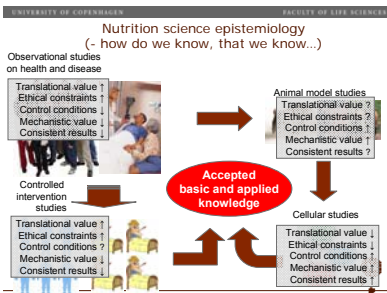 UNIVERSITY OF COPENHAGEN
FACULTY OF LIFE SCIENCES
Nutrition science epistemology
(- how do we know, that we know...)
Observational studies
on health and disease
Translational value ↑
Ethical constraints ↑
Control conditions ↓
Mechanistic value ↓
Consistent results ↓
Animal model studies
Translational value ?
Ethical constraints ?
Control conditions ↑
Mechanistic value ↑
Consistent results ?
Accepted
basic and applied
knowledge
Controlled
intervention
studies
Translational value ↑
Ethical constraints ↑
Control conditions ?
Mechanistic value ↓
Consistent results ↓
Cellular studies
Translational value ↓
Ethical constraints ↓
Control conditions ↑
Mechanistic value ↑
Consistent results ↑